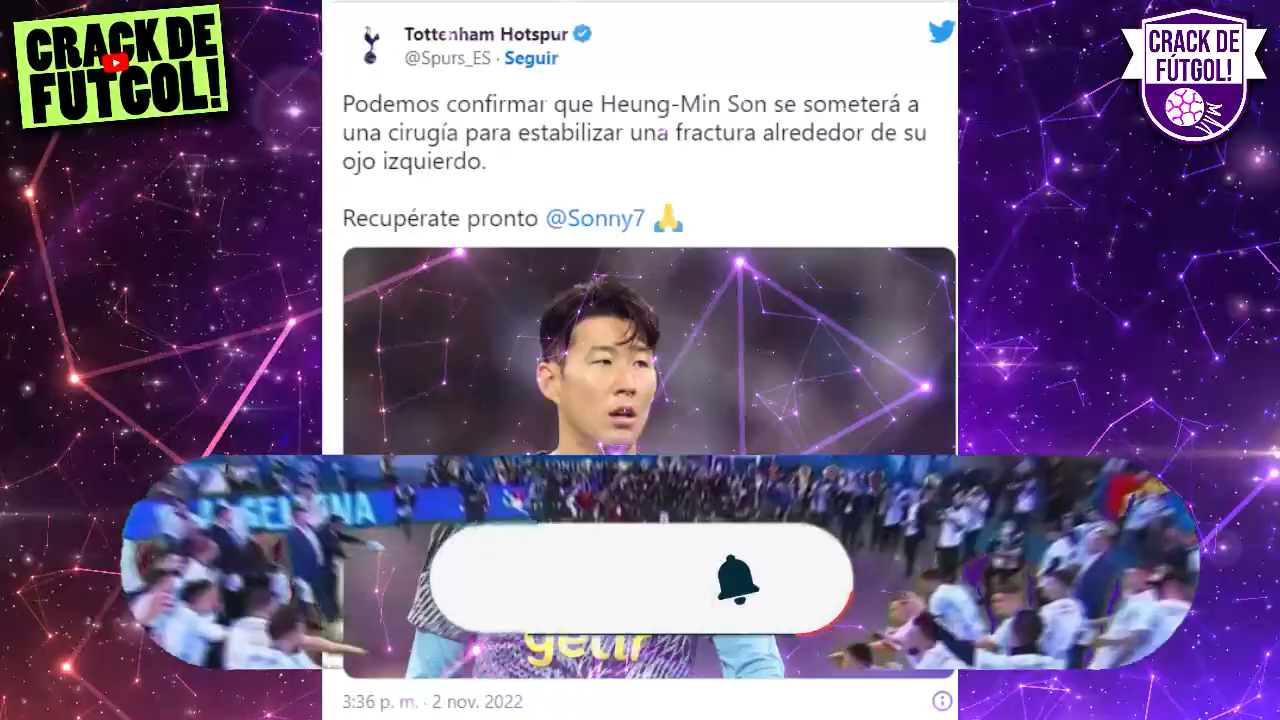 CRACK DE
FUTGOL!
Tottenham Hotspur
@Spurs_ES · Seguir
CRACK DE
FÚTGOL!
Podemos confirmar que Heung-Min Son se someterá a
una cirugía para estabilizar una fractura alrededor de su
ojo izquierdo.
Recupérate pronto @Sonny7 🙏
getir
3:36 p. m. · 2 nov. 2022